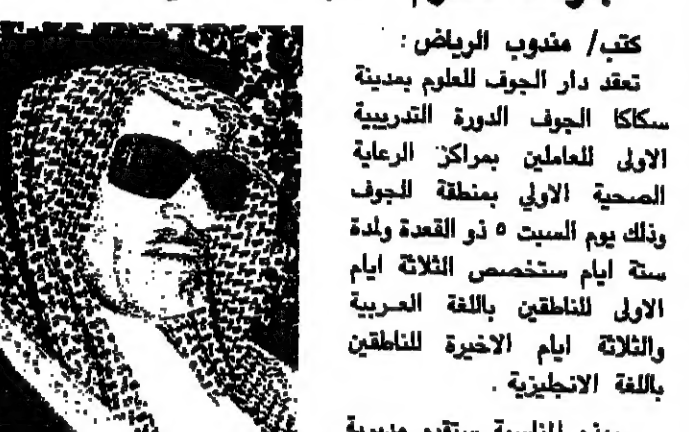 كتب/ مندوب الرياض :
تعقد دار الجوف للعلوم بمدينة
سكاكا الجوف الدورة التدريبية
الاولى للعاملين بمراكز الرعاية
الصحية الاولي بمنطقة الجوف
وذلك يوم السبت ٥ ذو القعدة ولمدة
ستة ايام ستخصص الثلاثة ايام
الاولى للناطقين باللغة العربية
والثلاثة ايام الاخيرة للناطقين
باللغة الانجليزية .